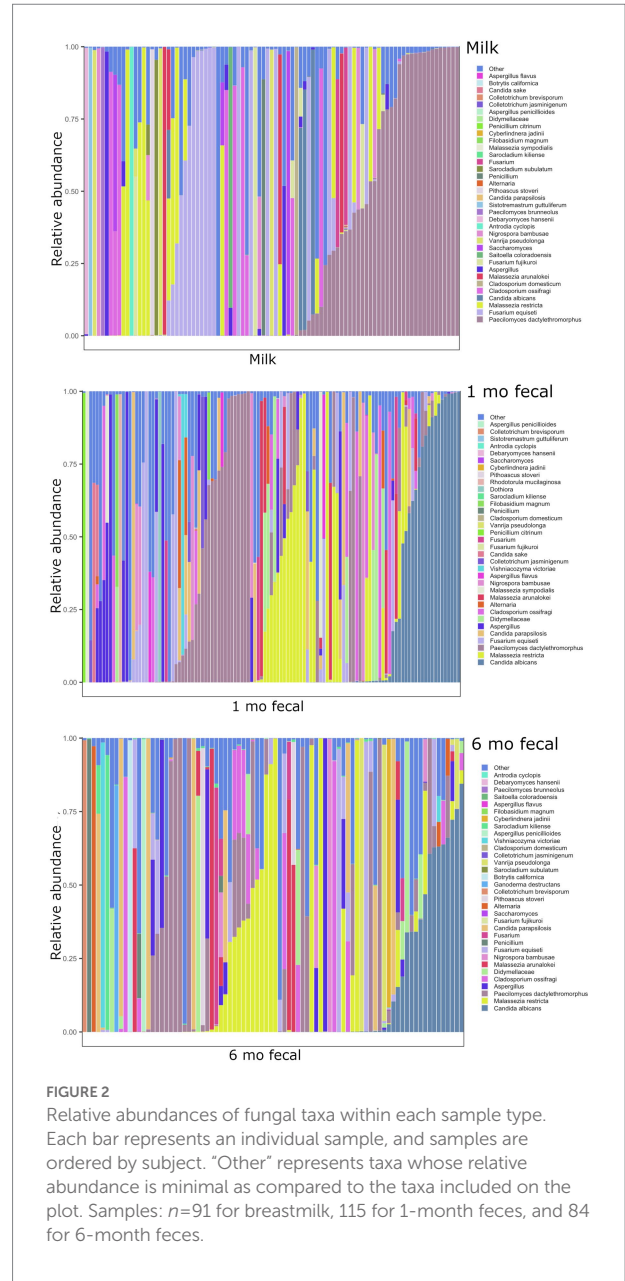 Milk
1.00
0.75
0.50
0.25
0.00
Relative abundance
Milk
Other
Aspergillus flavus
Botrytis californica
Candida sake
Colletotrichum brevisporum
Colletotrichum jasminigenum
Aspergillus penicillioides
Didymellaceae
Penicillium citrinum
Cyberlindnera jadinii
Filobasidium magnum
Malassezia sympodialis
Sarocladium kiliense
Fusarium
Sarocladium subulatum
Penicillium
Alternaria
Pithoascus stoveri
Candida parapsilosis
Sistotremastrum guttuliferum
Paecilomyces brunneolus
Debaryomyces hansenii
Antrodia cyclopis
Nigrospora bambusae
Vanrija pseudolonga
Saccharomyces
Saitoella coloradoensis
Fusarium fujikuroi
Aspergillus
Malassezia arunalokei
Cladosporium domesticum
Cladosporium ossifragi
Candida albicans
Malassezia restricta
Fusarium equiseti
Paecilomyces dactylethromorphus
1 mo fecal
1.00
0.75
0.50
0.25
0.00
Relative abundance
1 mo fecal
Other
Aspergillus penicillioides
Colletotrichum brevisporum
Sistotremastrum guttuliferum
Antrodia cyclopis
Debaryomyces hansenii
Saccharomyces
Cyberlindnera jadinii
Pithoascus stoveri
Rhodotorula mucilaginosa
Dothiora
Sarocladium kiliense
Filobasidium magnum
Penicillium
Cladosporium domesticum
Vanrija pseudolonga
Penicillium citrinum
Fusarium
Fusarium fujikuroi
Candida sake
Colletotrichum jasminigenum
Vishniacozyma victoriae
Aspergillus flavus
Nigrospora bambusae
Malassezia sympodialis
Malassezia arunalokei
Alternaria
Cladosporium ossifragi
Didymellaceae
Aspergillus
Candida parapsilosis
Fusarium equiseti
Paecilomyces dactylethromorphus
Malassezia restricta
Candida albicans
6 mo fecal
1.00
.75
0.50
0.25
0.00
Relative abundance
6 mo fecal
Other
Antrodia cyclopis
Debaryomyces hansenii
Paecilomyces brunneolus
Saitoella coloradoensis
Aspergillus flavus
Filobasidium magnum
Cyberlindnera jadinii
Sarocladium kiliense
Aspergillus penicillioides
Vishniacozyma victoriae
Cladosporium domesticum
Colletotrichum jasminigenum
Vanrija pseudolonga
Sarocladium subulatum
Botrytis californica
Ganoderma destructans
Colletotrichum brevisporum
Pithoascus stoveri
Alternaria
Saccharomyces
Fusarium fujikuroi
Candida parapsilosis
Fusarium
Penicillium
Fusarium equiseti
Nigrospora bambusae
Malassezia arunalokei
Didymellaceae
Cladosporium ossifragi
Aspergillus
Paecilomyces dactylethromorphus
Malassezia restricta
Candida albicans
FIGURE 2
Relative abundances of fungal taxa within each sample type.
Each bar represents an individual sample, and samples are
ordered by subject. “Other” represents taxa whose relative
abundance is minimal as compared to the taxa included on the
plot. Samples: n=91 for breastmilk, 115 for 1-month feces, and 84
for 6-month feces.